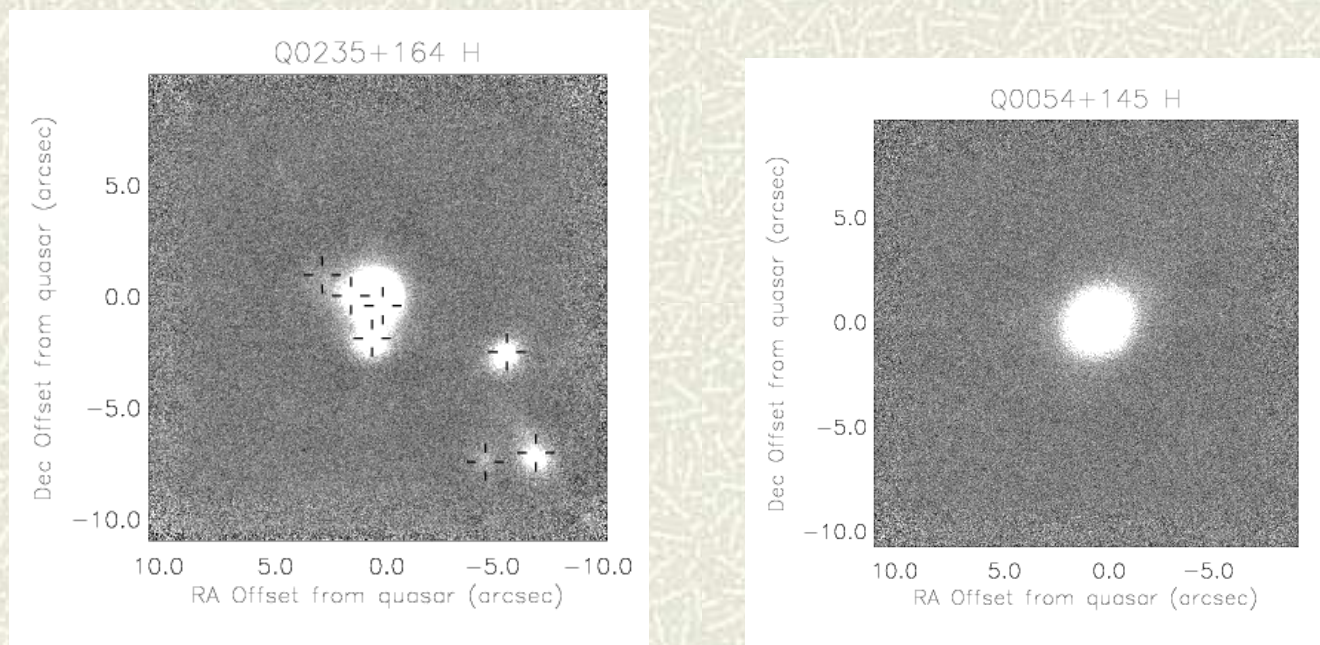 Q0235+164 H
Dec Offset from quasar (arcsec)
5.0
0.0
−5.0
−10.0
10.0 5.0 0.0 −5.0 −10.0
RA Offset from quasar (arcsec)
Q0054+145 H
Dec Offset from quasar (arcsec)
5.0
0.0
−5.0
−10.0
10.0 5.0 0.0 −5.0
RA Offset from quasar (arcsec)